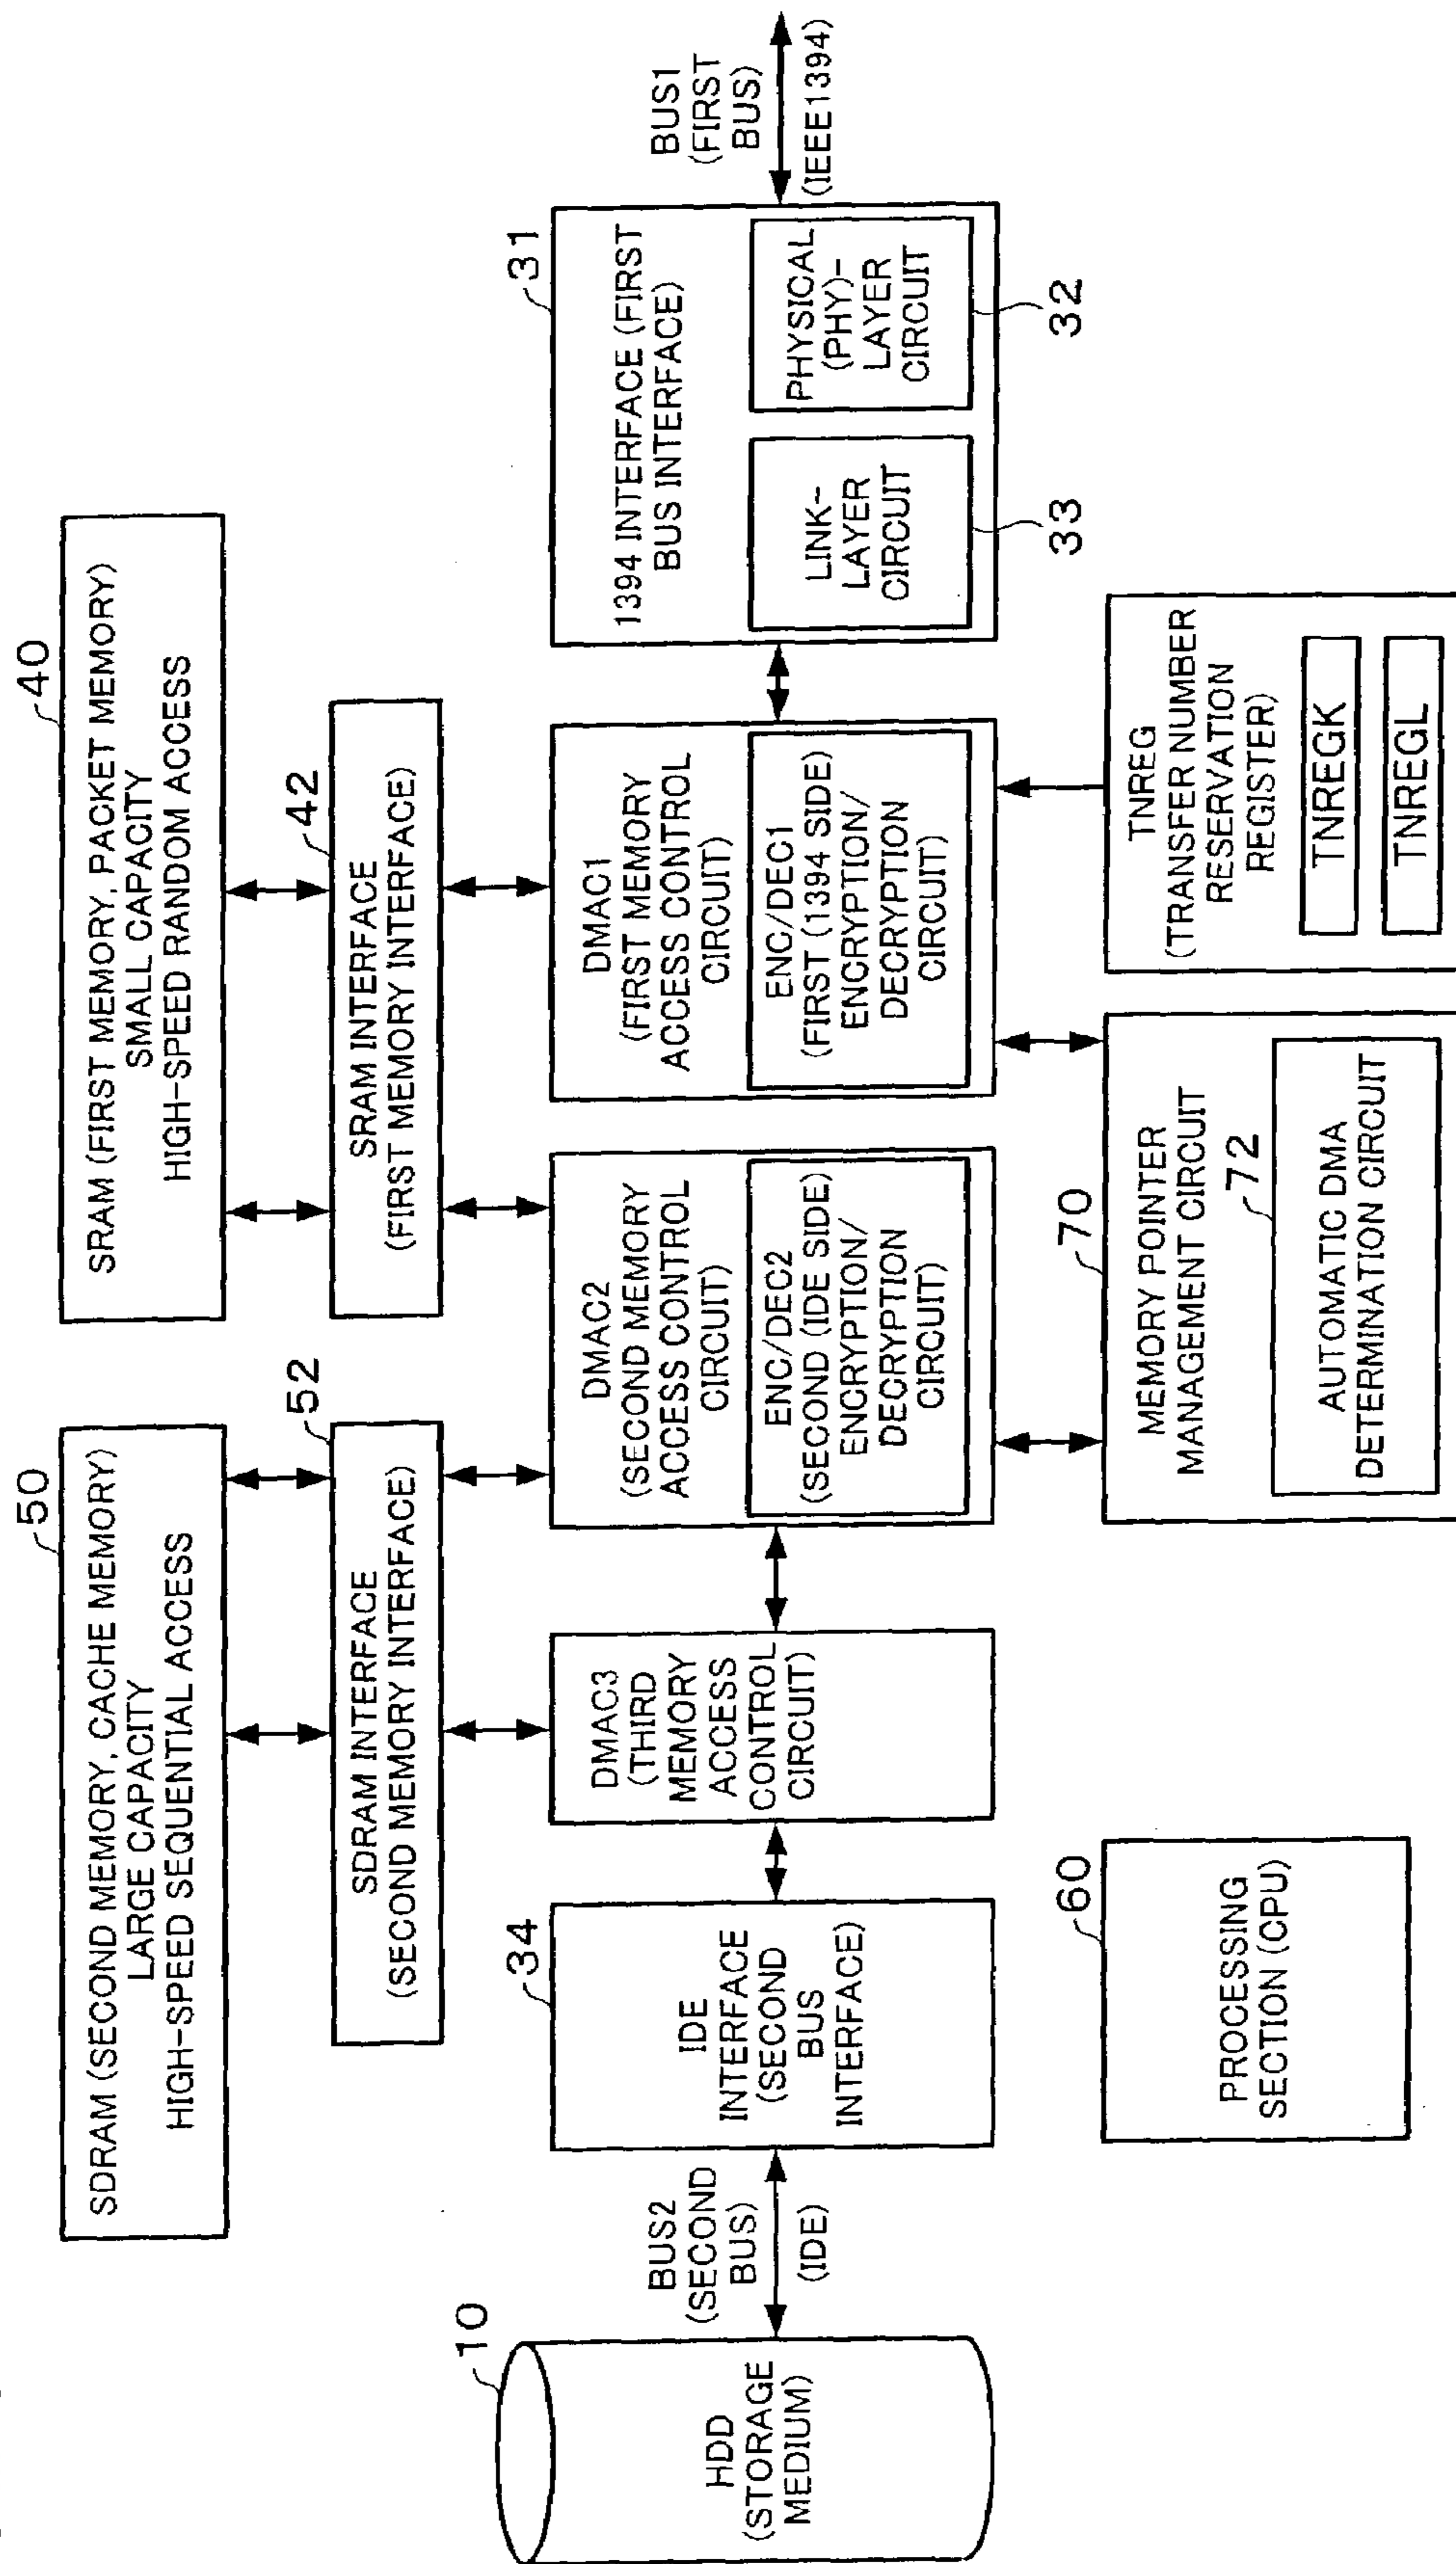 50
SDRAM (SECOND MEMORY, CACHE MEMORY)
LARGE CAPACITY
HIGH-SPEED SEQUENTIAL ACCESS
40
SRAM (FIRST MEMORY, PACKET MEMORY)
SMALL CAPACITY
HIGH-SPEED RANDOM ACCESS
52
SDRAM INTERFACE
(SECOND MEMORY INTERFACE)
42
SRAM INTERFACE
(FIRST MEMORY INTERFACE)
10
HDD
(STORAGE
MEDIUM)
BUS2
(SECOND
BUS)
(IDE)
34
IDE
INTERFACE
(SECOND
BUS
INTERFACE)
DMAC3
(THIRD
MEMORY
ACCESS
CONTROL
CIRCUIT)
DMAC2
(SECOND MEMORY
ACCESS CONTROL
CIRCUIT)
ENC/DEC2
(SECOND (IDE SIDE)
ENCRYPTION/
DECRYPTION
CIRCUIT)
DMAC1
(FIRST MEMORY
ACCESS CONTROL
CIRCUIT)
ENC/DEC1
(FIRST (1394 SIDE)
ENCRYPTION/
DECRYPTION
CIRCUIT)
31
1394 INTERFACE (FIRST
BUS INTERFACE)
LINK-
LAYER
CIRCUIT
33
PHYSICAL
(PHY)-
LAYER
CIRCUIT
32
BUS1
(FIRST
BUS)
(IEEE1394)
60
PROCESSING
SECTION (CPU)
70
MEMORY POINTER
MANAGEMENT CIRCUIT
72
AUTOMATIC DMA
DETERMINATION CIRCUIT
TNREG
(TRANSFER NUMBER
RESERVATION
REGISTER)
TNREGK
TNREGL